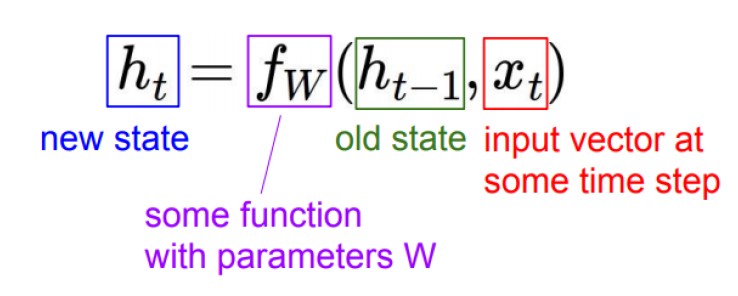 h_t = f_W(h_{t-1}, x_t)
new state
old state
input vector at
some time step
some function
with parameters W